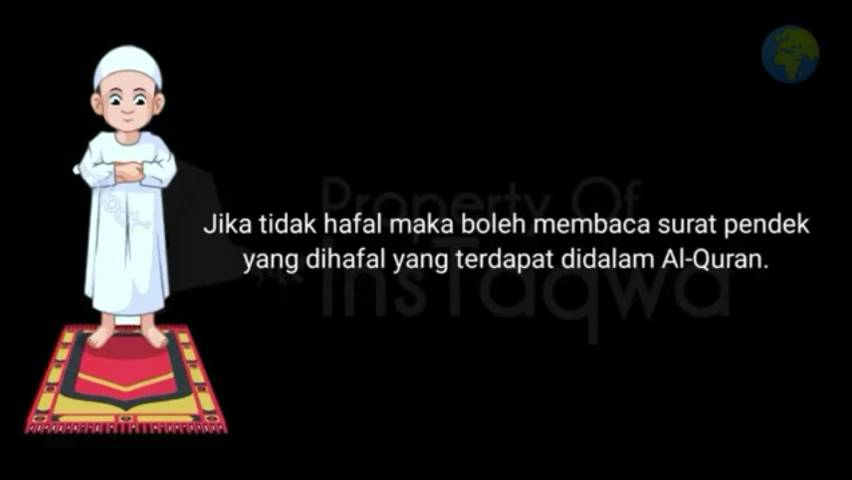 Property Of
Jika tidak hafal maka boleh membaca surat pendek
yang dihafal yang terdapat didalam Al-Quran.
InsTaqwa